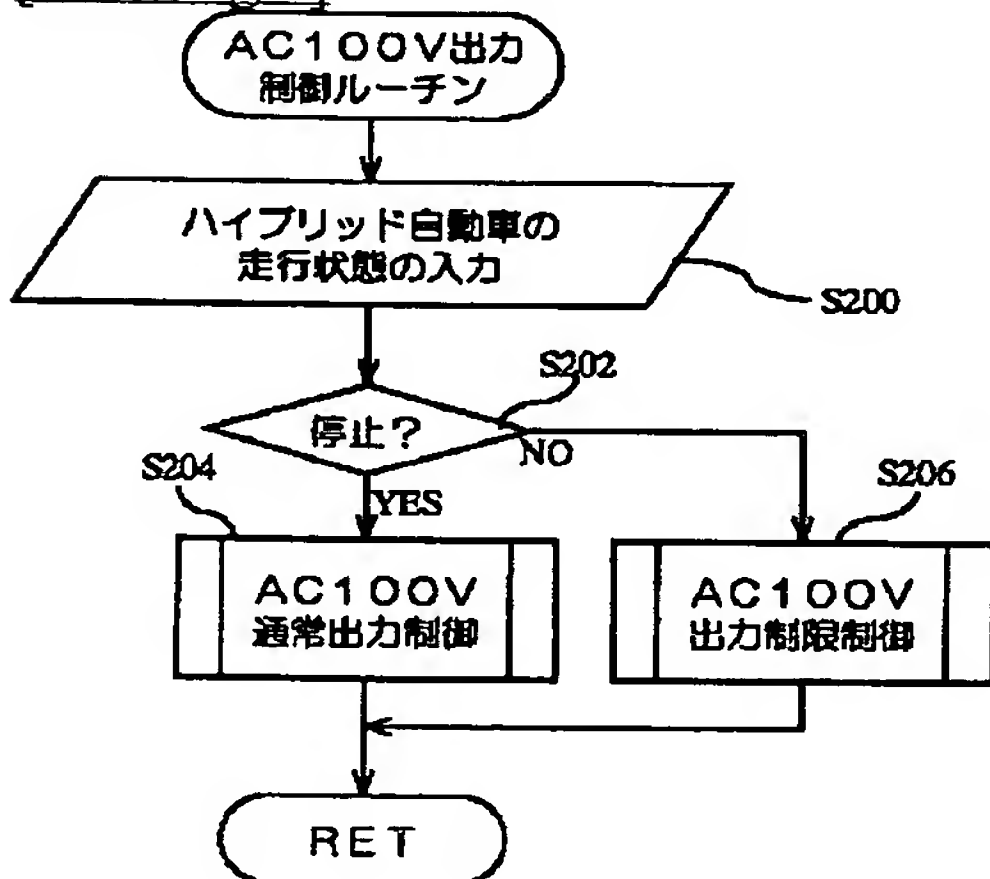 AC100V出力
制御ルーチン
ハイブリッド自動車の
走行状態の入力
S200
S202
停止?
NO
S204
YES
S206
AC100V
通常出力制御
AC100V
出力制限制御
RET